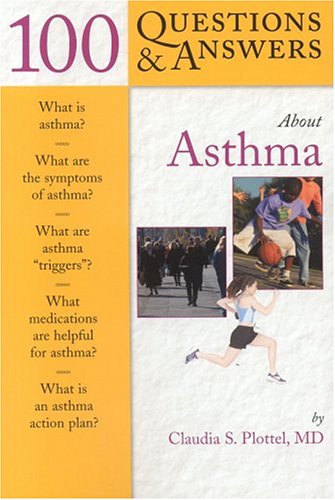 100 QUESTIONS
& ANSWERS
About
Asthma
What is
asthma?
What are
the symptoms
of asthma?
What are
asthma
“triggers”?
What
medications
are helpful
for asthma?
What is
an asthma
action plan?
by
Claudia S. Plottel, MD